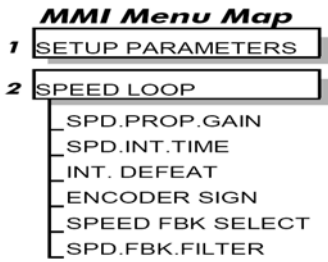 MMI Menu Map
1 SETUP PARAMETERS
2 SPEED LOOP
SPD.PROP.GAIN
SPD.INT.TIME
INT. DEFEAT
ENCODER SIGN
SPEED FBK SELECT
SPD.FBK.FILTER